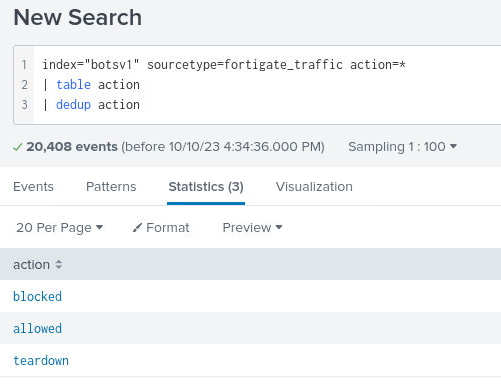 New Search
1 index="botsv1" sourcetype=fortigate_traffic action=*
2 | table action
3 | dedup action
✓ 20,408 events (before 10/10/23 4:34:36.000 PM) Sampling 1 : 100
Events Patterns Statistics (3) Visualization
20 Per Page Format Preview
action
blocked
allowed
teardown